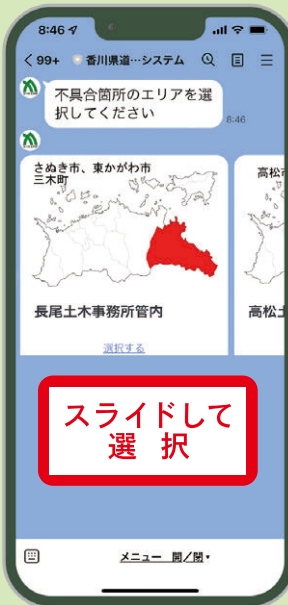 8:46
99+
香川県道…システム
不具合箇所のエリアを選
択してください
8:46
さぬき市、東かがわ市
三木町
長尾土木事務所管内
選択する
高松
高松土
スライドして
選 択
メニュー 開/閉